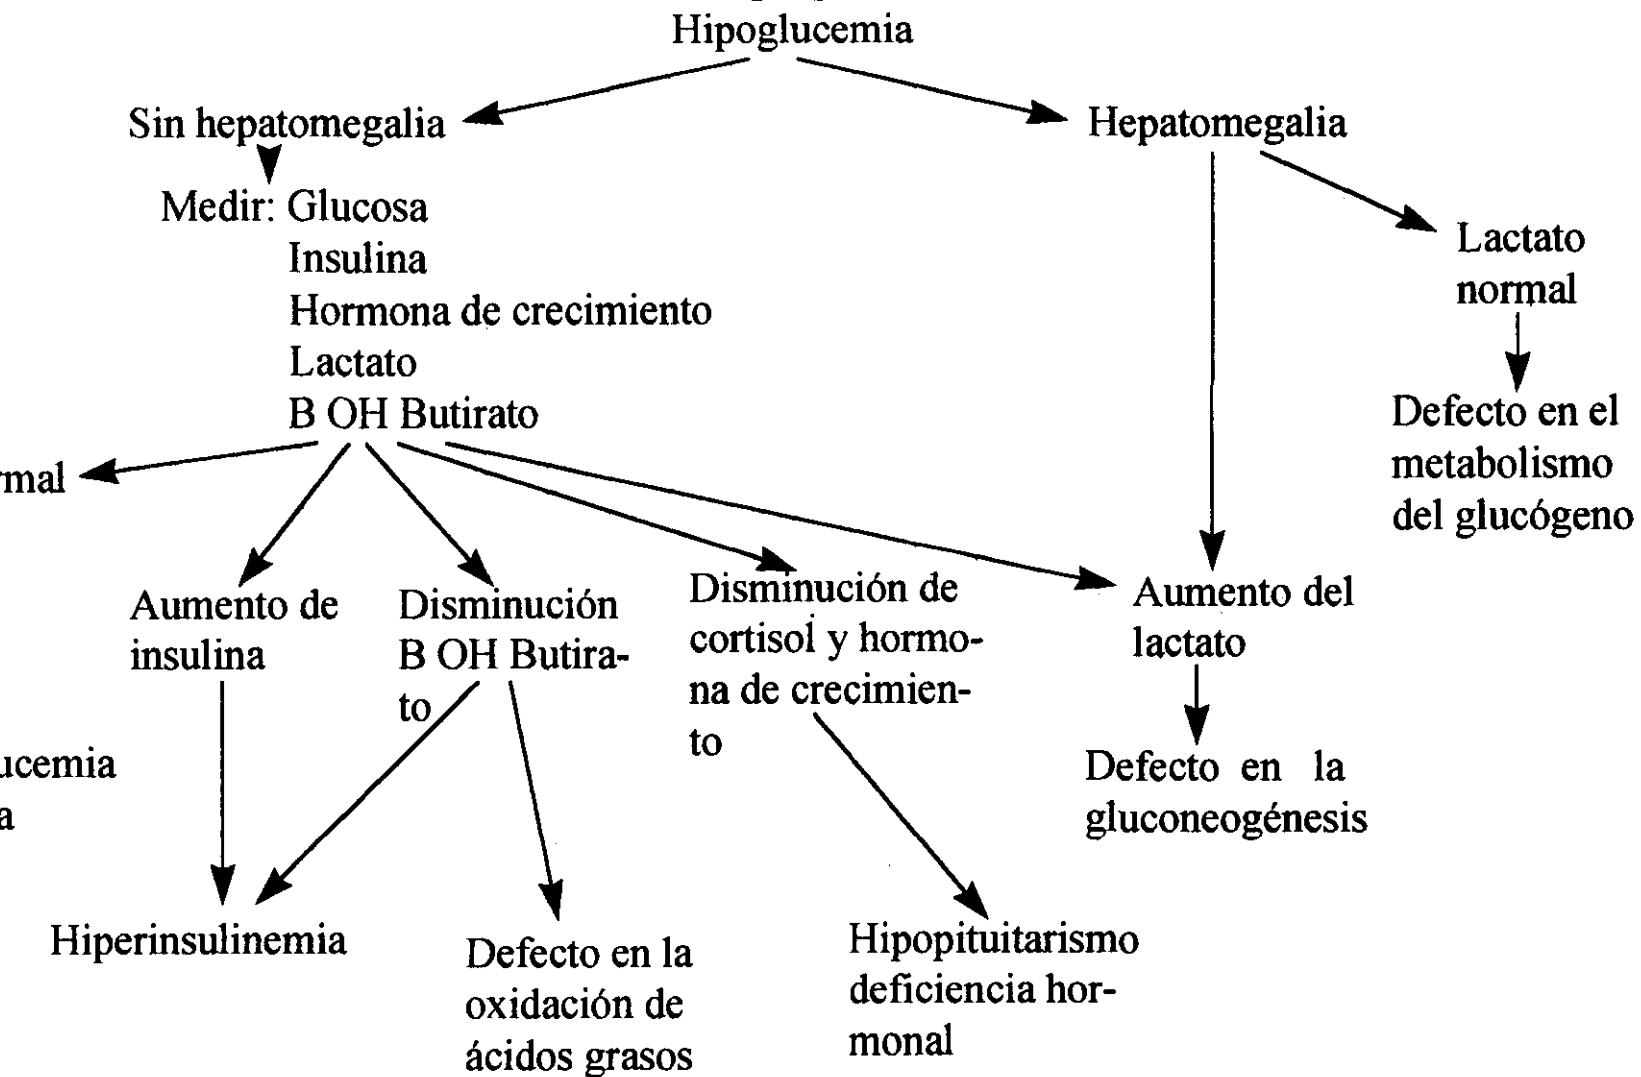 Hipoglucemia
Sin hepatomegalia
Hepatomegalia
Medir: Glucosa
Insulina
Hormona de crecimiento
Lactato
B OH Butirato
Lactato
normal
Defecto en el
metabolismo
del glucógeno
rmal
Aumento de
insulina
Disminución
B OH Butira-
to
Disminución de
cortisol y hormo-
na de crecimien-
to
Aumento del
lactato
Defecto en la
gluconeogénesis
ucemia
a
Hiperinsulinemia
Defecto en la
oxidación de
ácidos grasos
Hipopituitarismo
deficiencia hor-
monal